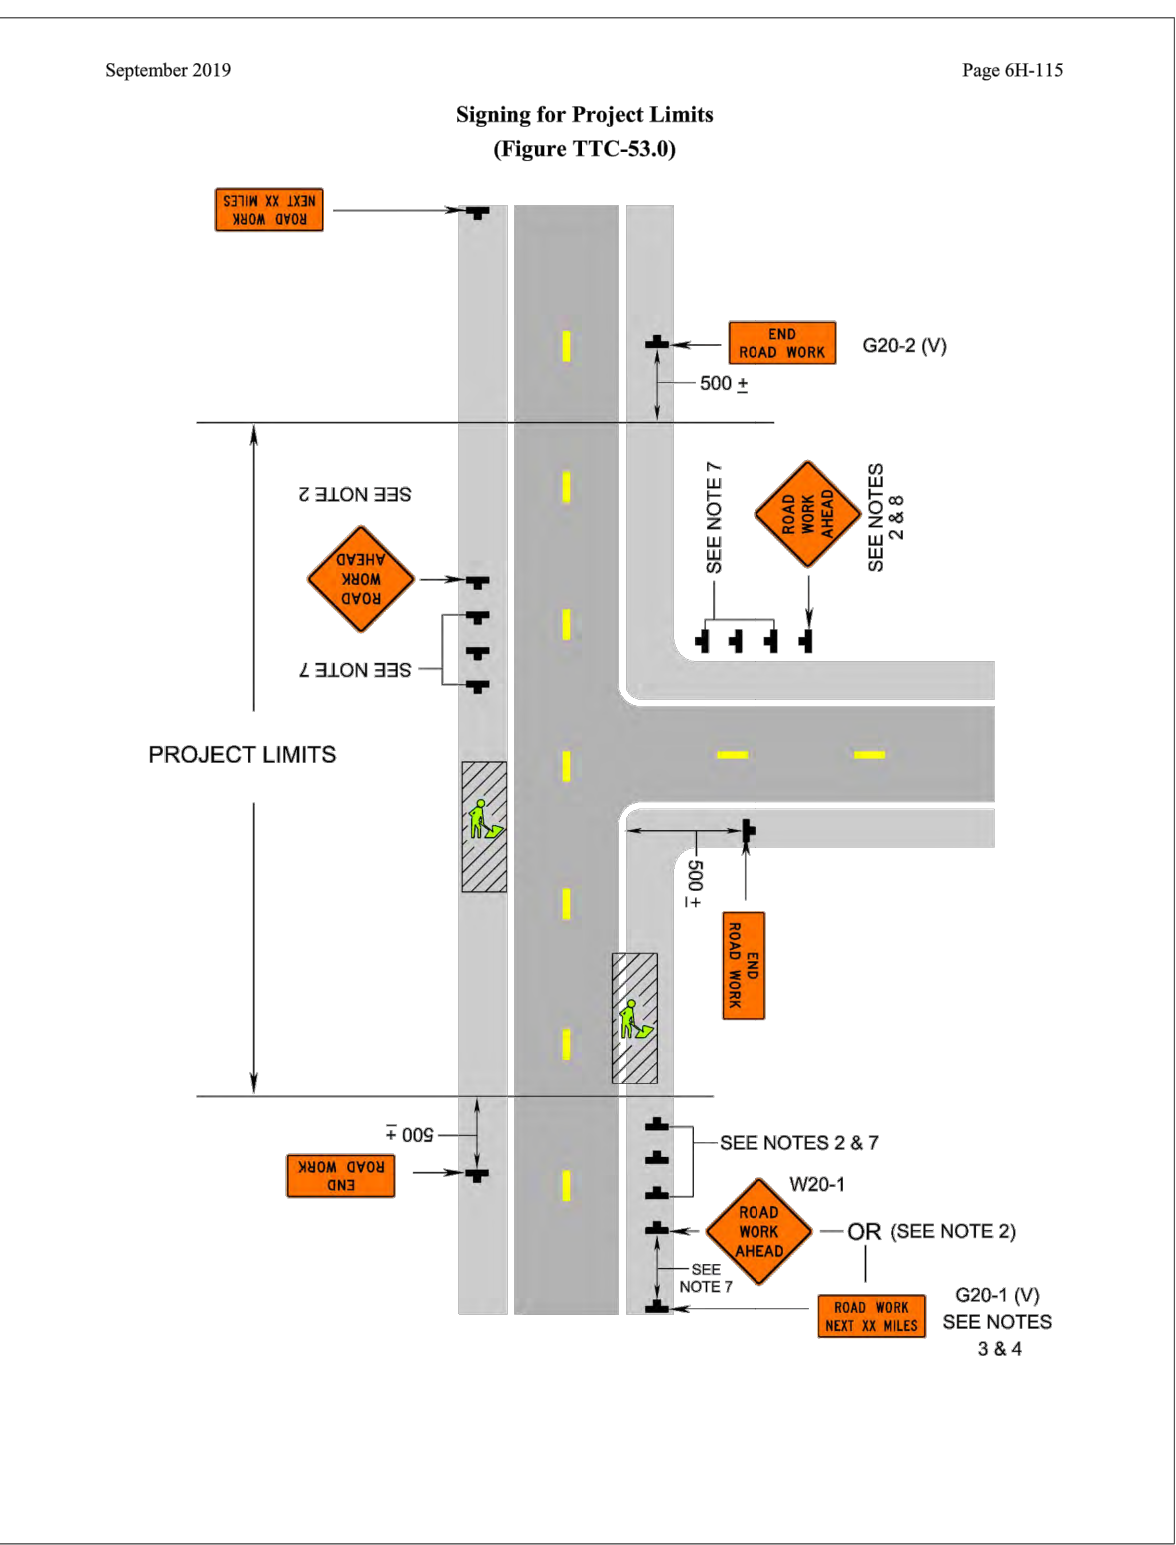 September 2019
Page 6H-115
Signing for Project Limits
(Figure TTC-53.0)
ROAD WORK
NEXT XX MILES
END
ROAD WORK
G20-2 (V)
500 ±
SEE NOTE 2
ROAD
WORK
AHEAD
SEE NOTE 7
SEE NOTE 7
ROAD
WORK
AHEAD
SEE NOTES
2 & 8
PROJECT LIMITS
500 ±
END
ROAD WORK
500 ±
END
ROAD WORK
SEE NOTES 2 & 7
W20-1
ROAD
WORK
AHEAD
OR (SEE NOTE 2)
SEE
NOTE 7
ROAD WORK
NEXT XX MILES
G20-1 (V)
SEE NOTES
3 & 4